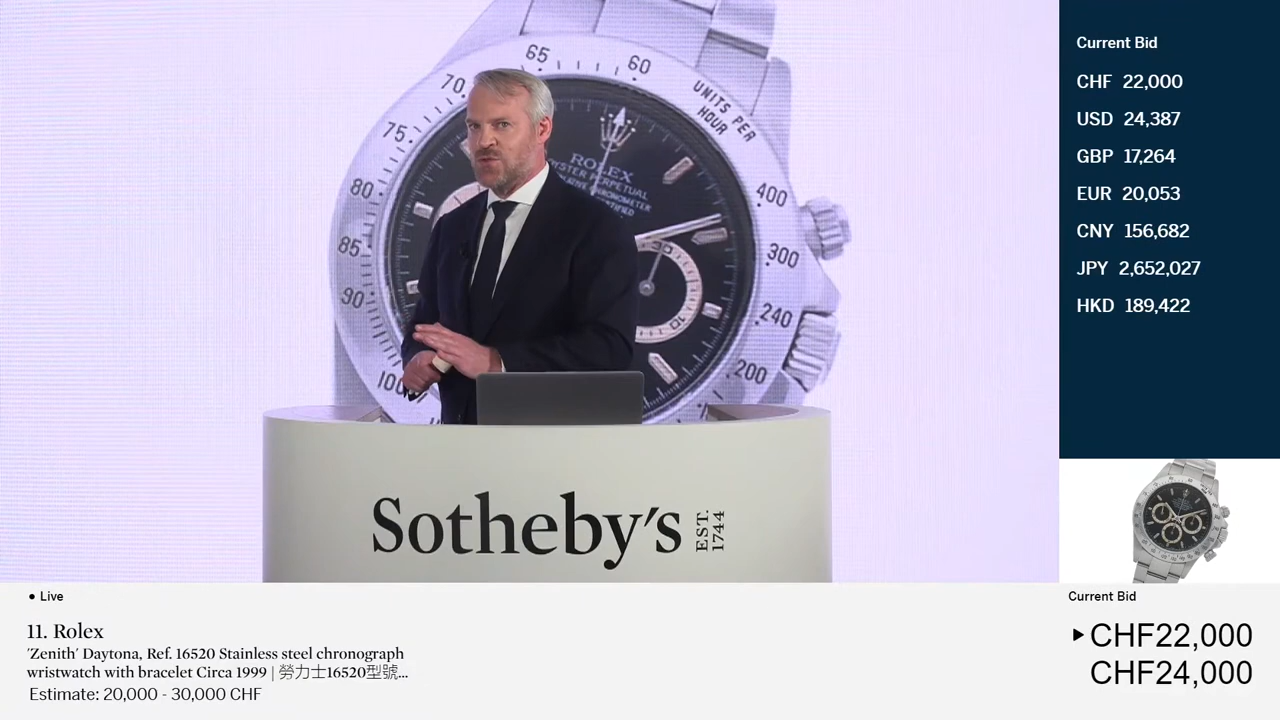 65
60
70
UNITS PER
HOUR
75
80
85
90
100
400
300
240
200
ROLEX
OYSTER PERPETUAL
10
Sotheby's
EST.
1744
Current Bid
CHF 22,000
USD 24,387
GBP 17,264
EUR 20,053
CNY 156,682
JPY 2,652,027
HKD 189,422
• Live
11. Rolex
'Zenith' Daytona, Ref. 16520 Stainless steel chronograph
wristwatch with bracelet Circa 1999 | 勞力士16520型號...
Estimate: 20,000 - 30,000 CHF
Current Bid
CHF22,000
CHF24,000